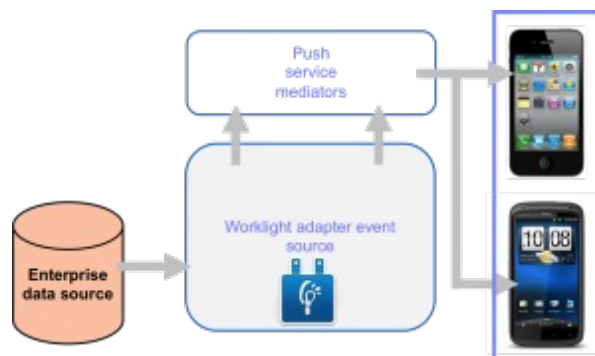 Push
service
mediators
Worklight adapter event
source
Enterprise
data source
10 08